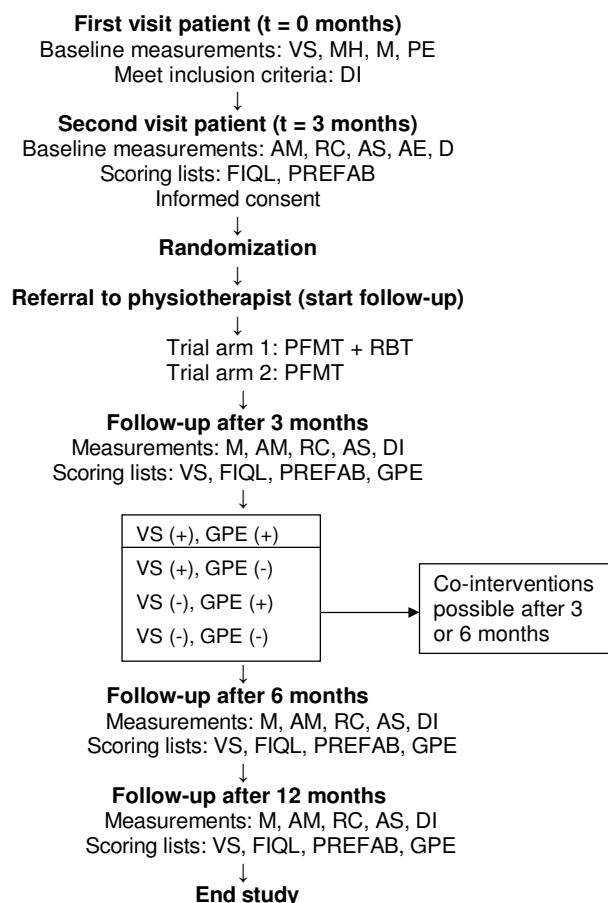 First visit patient (t = 0 months)
Baseline measurements: VS, MH, M, PE
Meet inclusion criteria: DI
↓
Second visit patient (t = 3 months)
Baseline measurements: AM, RC, AS, AE, D
Scoring lists: FIQL, PREFAB
Informed consent
↓
Randomization
↓
Referral to physiotherapist (start follow-up)
↓
Trial arm 1: PFMT + RBT
Trial arm 2: PFMT
↓
Follow-up after 3 months
Measurements: M, AM, RC, AS, DI
Scoring lists: VS, FIQL, PREFAB, GPE
↓
VS (+), GPE (+)
VS (+), GPE (-)
VS (-), GPE (+)
VS (-), GPE (-)
Co-interventions
possible after 3
or 6 months
↓
Follow-up after 6 months
Measurements: M, AM, RC, AS, DI
Scoring lists: VS, FIQL, PREFAB, GPE
↓
Follow-up after 12 months
Measurements: M, AM, RC, AS, DI
Scoring lists: VS, FIQL, PREFAB, GPE
↓
End study